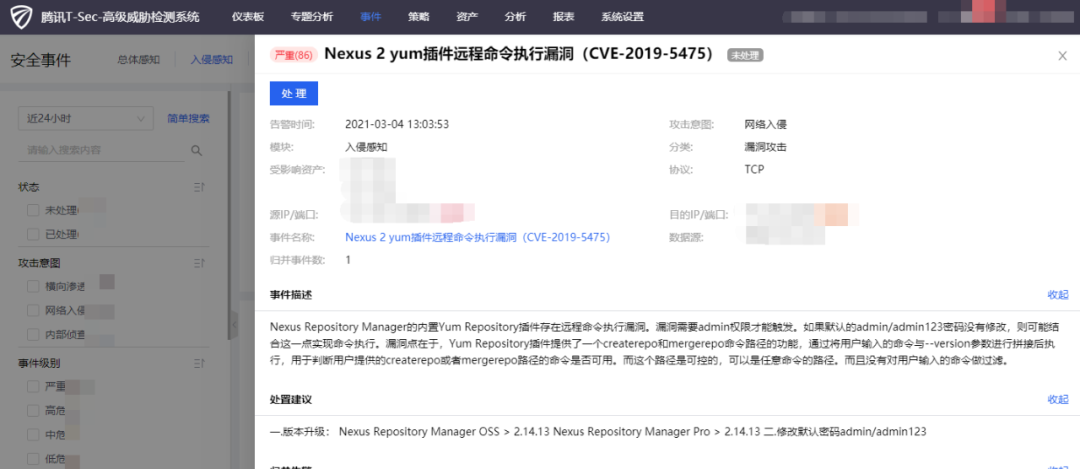 腾讯T-Sec-高级威胁检测系统 仪表板 专题分析 事件 策略 资产 分析 报表 系统设置
安全事件 总体感知 入侵感知
近24小时 简单搜索
请输入搜索内容
状态
未处理
已处理
攻击意图
横向渗透
网络入侵
内部侦查
事件级别
严重
高危
中危
低危
严重(86) Nexus 2 yum插件远程命令执行漏洞（CVE-2019-5475） 未处理
处 理
告警时间: 2021-03-04 13:03:53 攻击意图: 网络入侵
模块: 入侵感知 分类: 漏洞攻击
受影响资产: 协议: TCP
源IP/端口: 目的IP/端口:
事件名称: Nexus 2 yum插件远程命令执行漏洞（CVE-2019-5475） 数据源:
归并事件数: 1
事件描述 收起
Nexus Repository Manager的内置Yum Repository插件存在远程命令执行漏洞。漏洞需要admin权限才能触发。如果默认的admin/admin123密码没有修改，则可能结
合这一点实现命令执行。漏洞点在于，Yum Repository插件提供了一个createrepo和mergerepo命令路径的功能，通过将用户输入的命令与--version参数进行拼接后执
行，用于判断用户提供的createrepo或者mergerepo路径的命令是否可用。而这个路径是可控的，可以是任意命令的路径。而且没有对用户输入的命令做过滤。
处置建议 收起
一.版本升级： Nexus Repository Manager OSS > 2.14.13 Nexus Repository Manager Pro > 2.14.13 二.修改默认密码admin/admin123